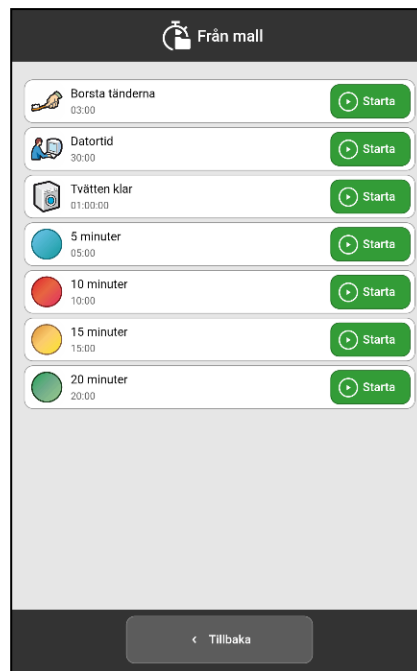 Från mall
Borsta tänderna
03:00
Starta
Datortid
30:00
Starta
Tvätten klar
01:00:00
Starta
5 minuter
05:00
Starta
10 minuter
10:00
Starta
15 minuter
15:00
Starta
20 minuter
20:00
Starta
Tillbaka